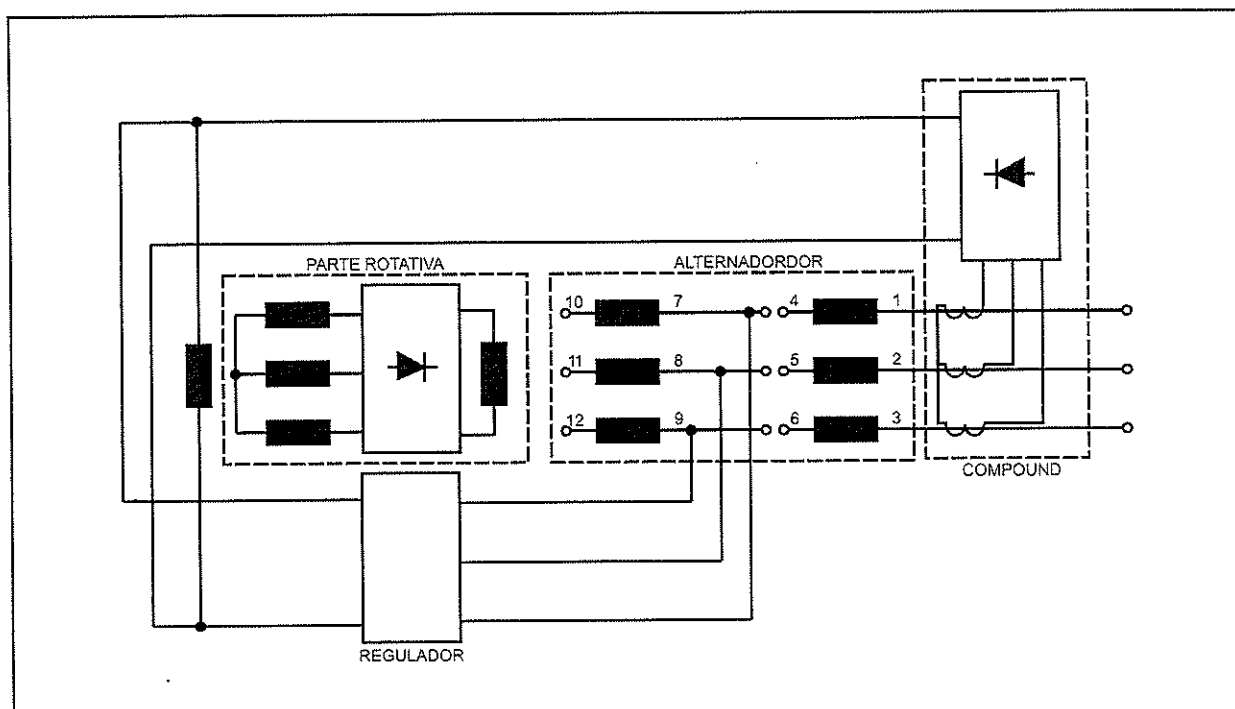 PARTE ROTATIVA
ALTERNADORDOR
10 7 4 1
11 8 5 2
12 9 6 3
COMPOUND
REGULADOR